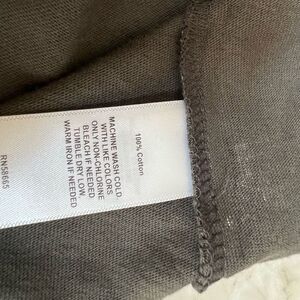 100% Cotton
MACHINE WASH COLD
WITH LIKE COLORS
ONLY NON-CHLORINE
BLEACH IF NEEDED
TUMBLE DRY LOW
WARM IRON IF NEEDED
RN58665